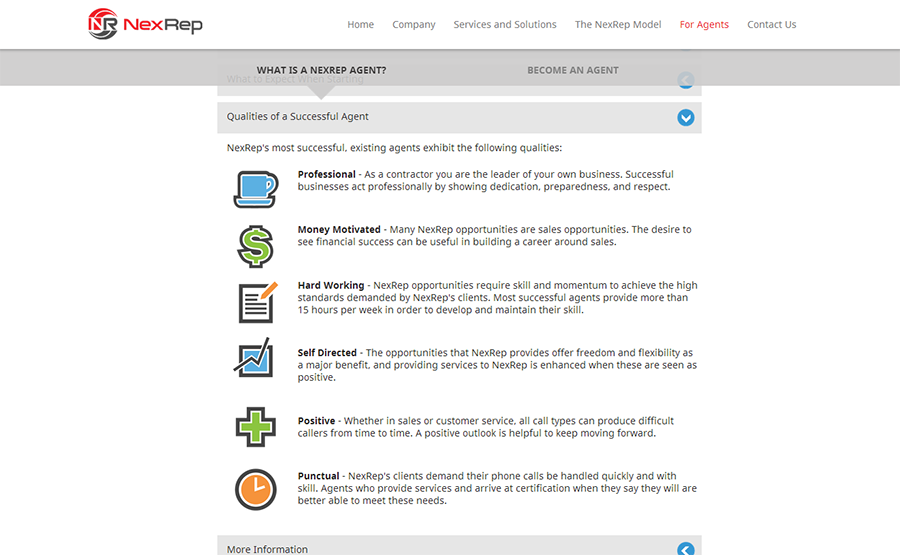 NR NexRep
Home Company Services and Solutions The NexRep Model For Agents Contact Us
WHAT IS A NEXREP AGENT? BECOME AN AGENT
What to Expect When Starting
Qualities of a Successful Agent
NexRep's most successful, existing agents exhibit the following qualities:
Professional - As a contractor you are the leader of your own business. Successful
businesses act professionally by showing dedication, preparedness, and respect.
Money Motivated - Many NexRep opportunities are sales opportunities. The desire to
see financial success can be useful in building a career around sales.
Hard Working - NexRep opportunities require skill and momentum to achieve the high
standards demanded by NexRep's clients. Most successful agents provide more than
15 hours per week in order to develop and maintain their skill.
Self Directed - The opportunities that NexRep provides offer freedom and flexibility as
a major benefit, and providing services to NexRep is enhanced when these are seen as
positive.
Positive - Whether in sales or customer service, all call types can produce difficult
callers from time to time. A positive outlook is helpful to keep moving forward.
Punctual - NexRep's clients demand their phone calls be handled quickly and with
skill. Agents who provide services and arrive at certification when they say they will are
better able to meet these needs.
More Information